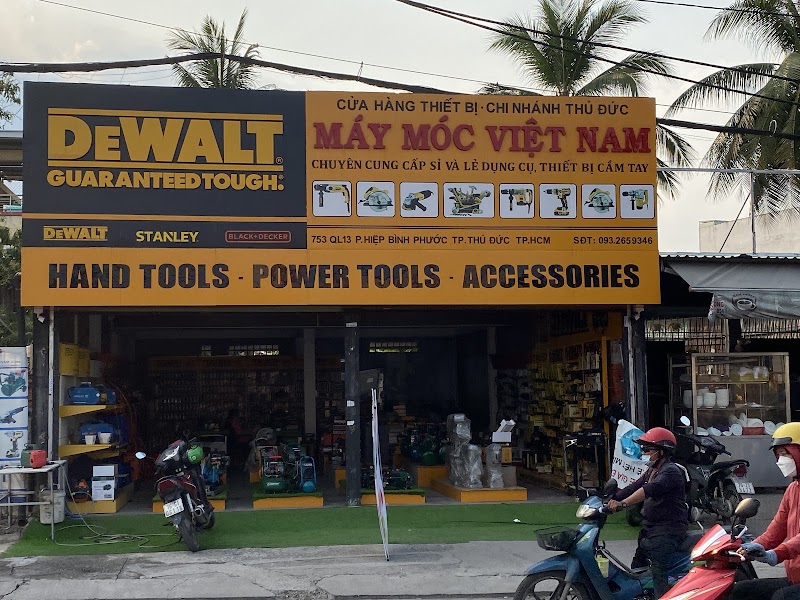 DEWALT
GUARANTEED TOUGH.
DEWALT STANLEY BLACK+DECKER
CỬA HÀNG THIẾT BỊ - CHI NHÁNH THỦ ĐỨC
MÁY MÓC VIỆT NAM
CHUYÊN CUNG CẤP SỈ VÀ LẺ DỤNG CỤ, THIẾT BỊ CẦM TAY
753 QL13 P.HIỆP BÌNH PHƯỚC TP.THỦ ĐỨC TP.HCM SĐT: 093.2659346
HAND TOOLS - POWER TOOLS - ACCESSORIES